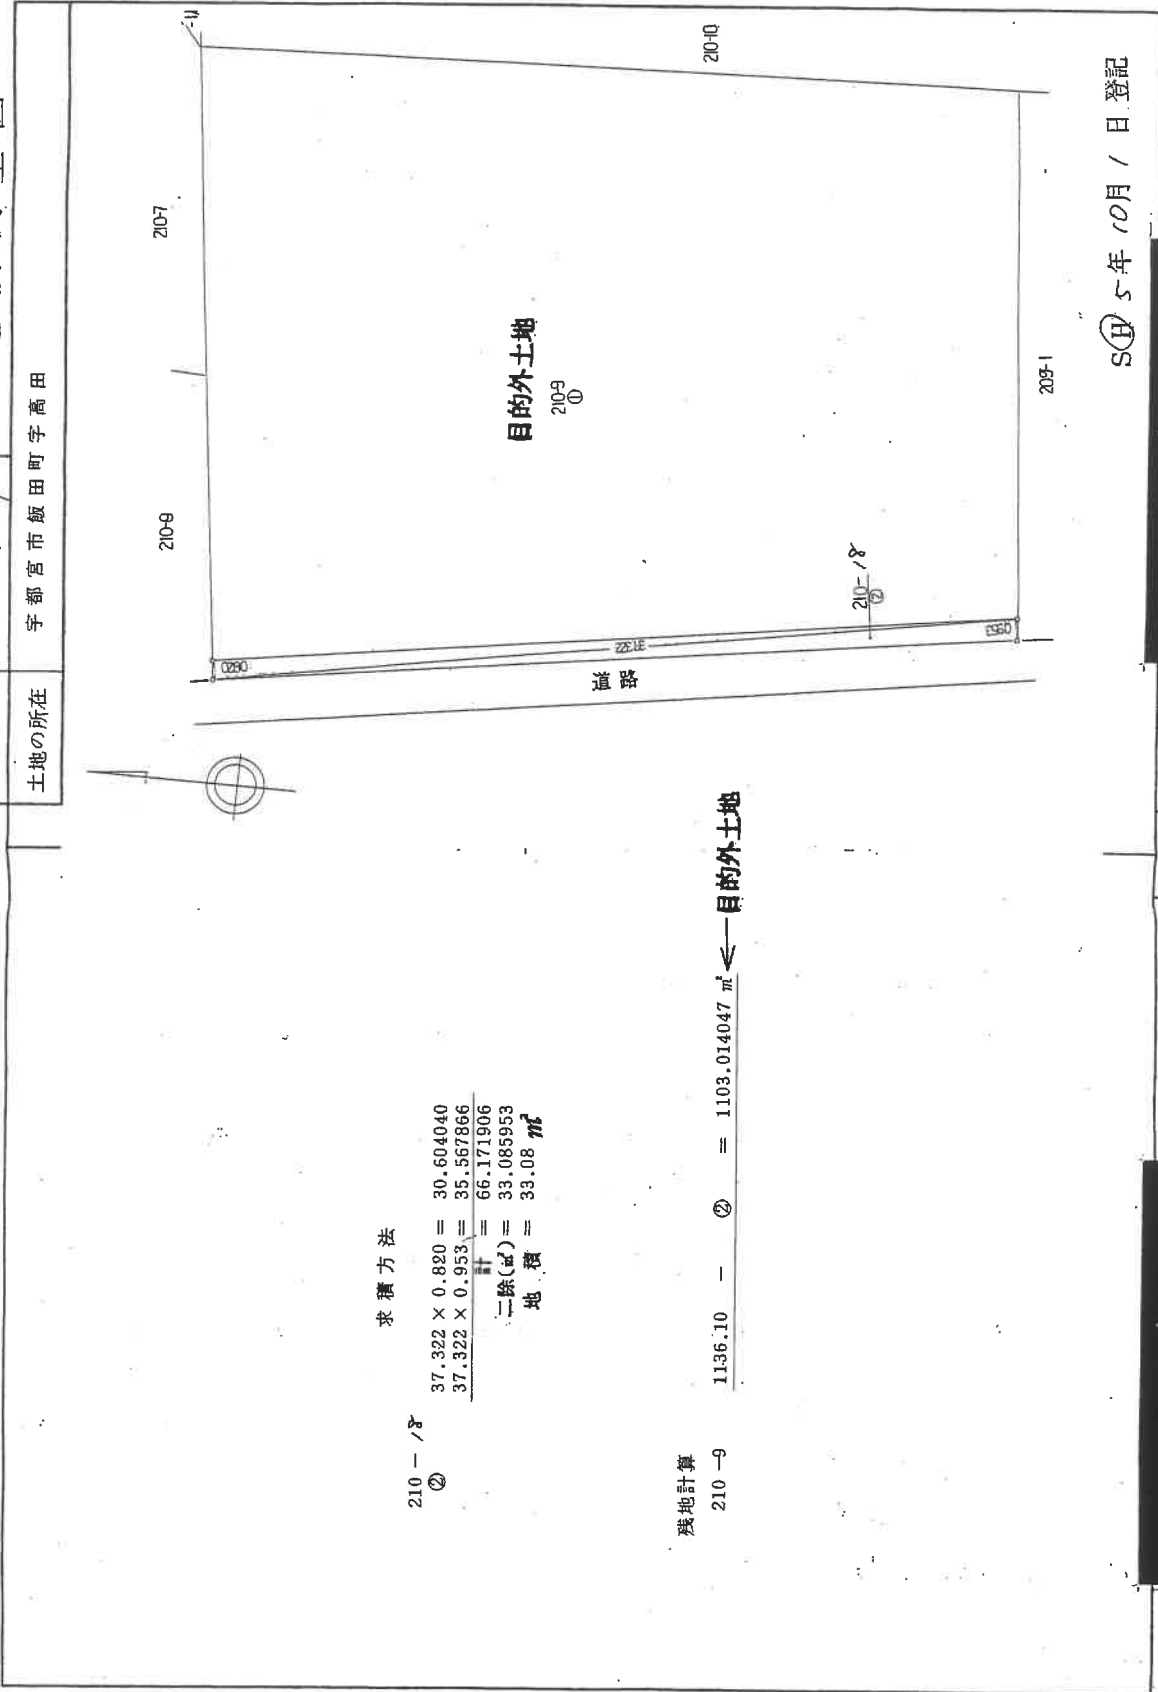 土地の所在
宇都宮市飯田町字高田
求積方法
210-18
②
37.322 × 0.820 = 30.604040
37.322 × 0.953 = 35.567866
計 = 66.171906
二除(㎡) = 33.085953
地積 = 33.08 ㎡
残地計算
210-9
1136.10 - ② = 1103.014047 ㎡ ← 目的外土地
210-9
210-7
210-10
目的外土地
210-9
①
0.820
37.322
0.953
道路
210-18
②
209-1
SH 5年10月1日登記